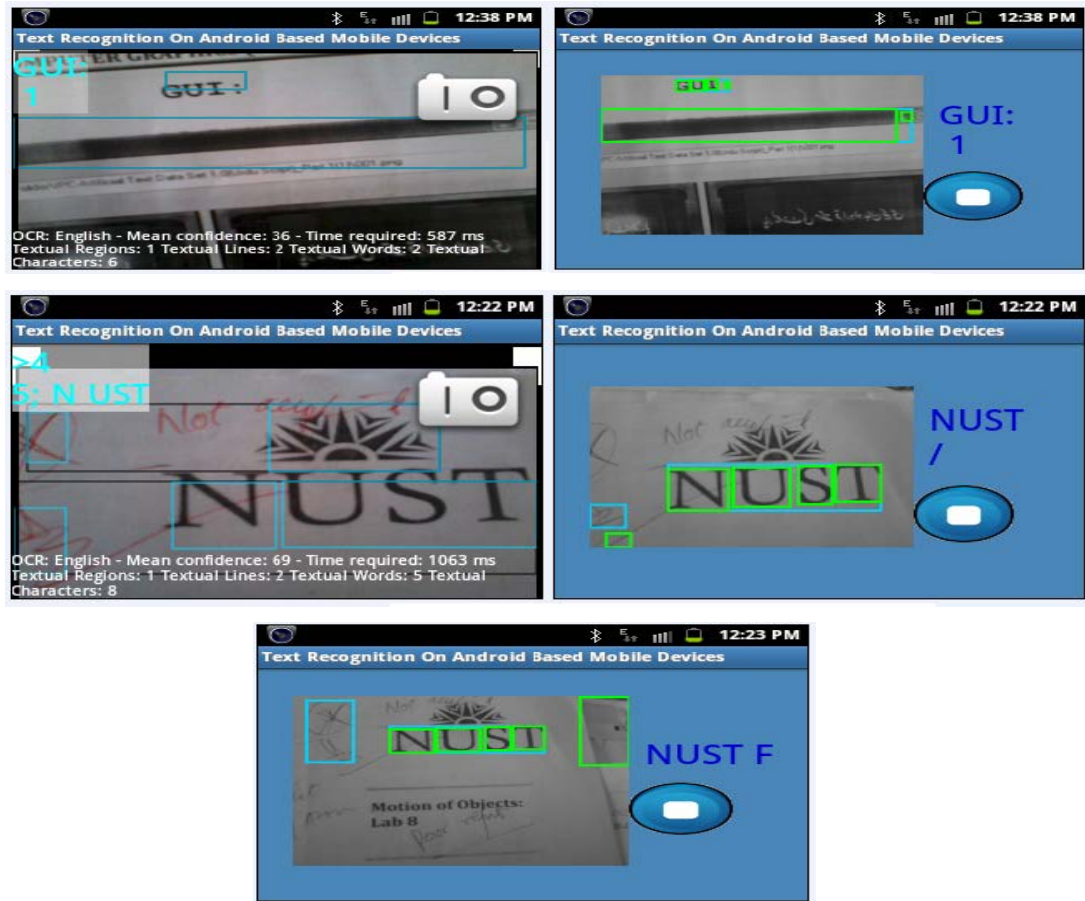 12:38 PM
Text Recognition On Android Based Mobile Devices
GUI:
1
GUI:
OCR: English - Mean confidence: 36 - Time required: 587 ms
Textual Regions: 1 Textual Lines: 2 Textual Words: 2 Textual
Characters: 6
12:38 PM
Text Recognition On Android Based Mobile Devices
GUI:
GUI:
1
12:22 PM
Text Recognition On Android Based Mobile Devices
>4
5; N UST
Not
NUST
OCR: English - Mean confidence: 69 - Time required: 1063 ms
Textual Regions: 1 Textual Lines: 2 Textual Words: 5 Textual
Characters: 8
12:22 PM
Text Recognition On Android Based Mobile Devices
Not
NUST
NUST
/
12:23 PM
Text Recognition On Android Based Mobile Devices
Not
NUST
NUST F
Motion of Objects:
Lab 8